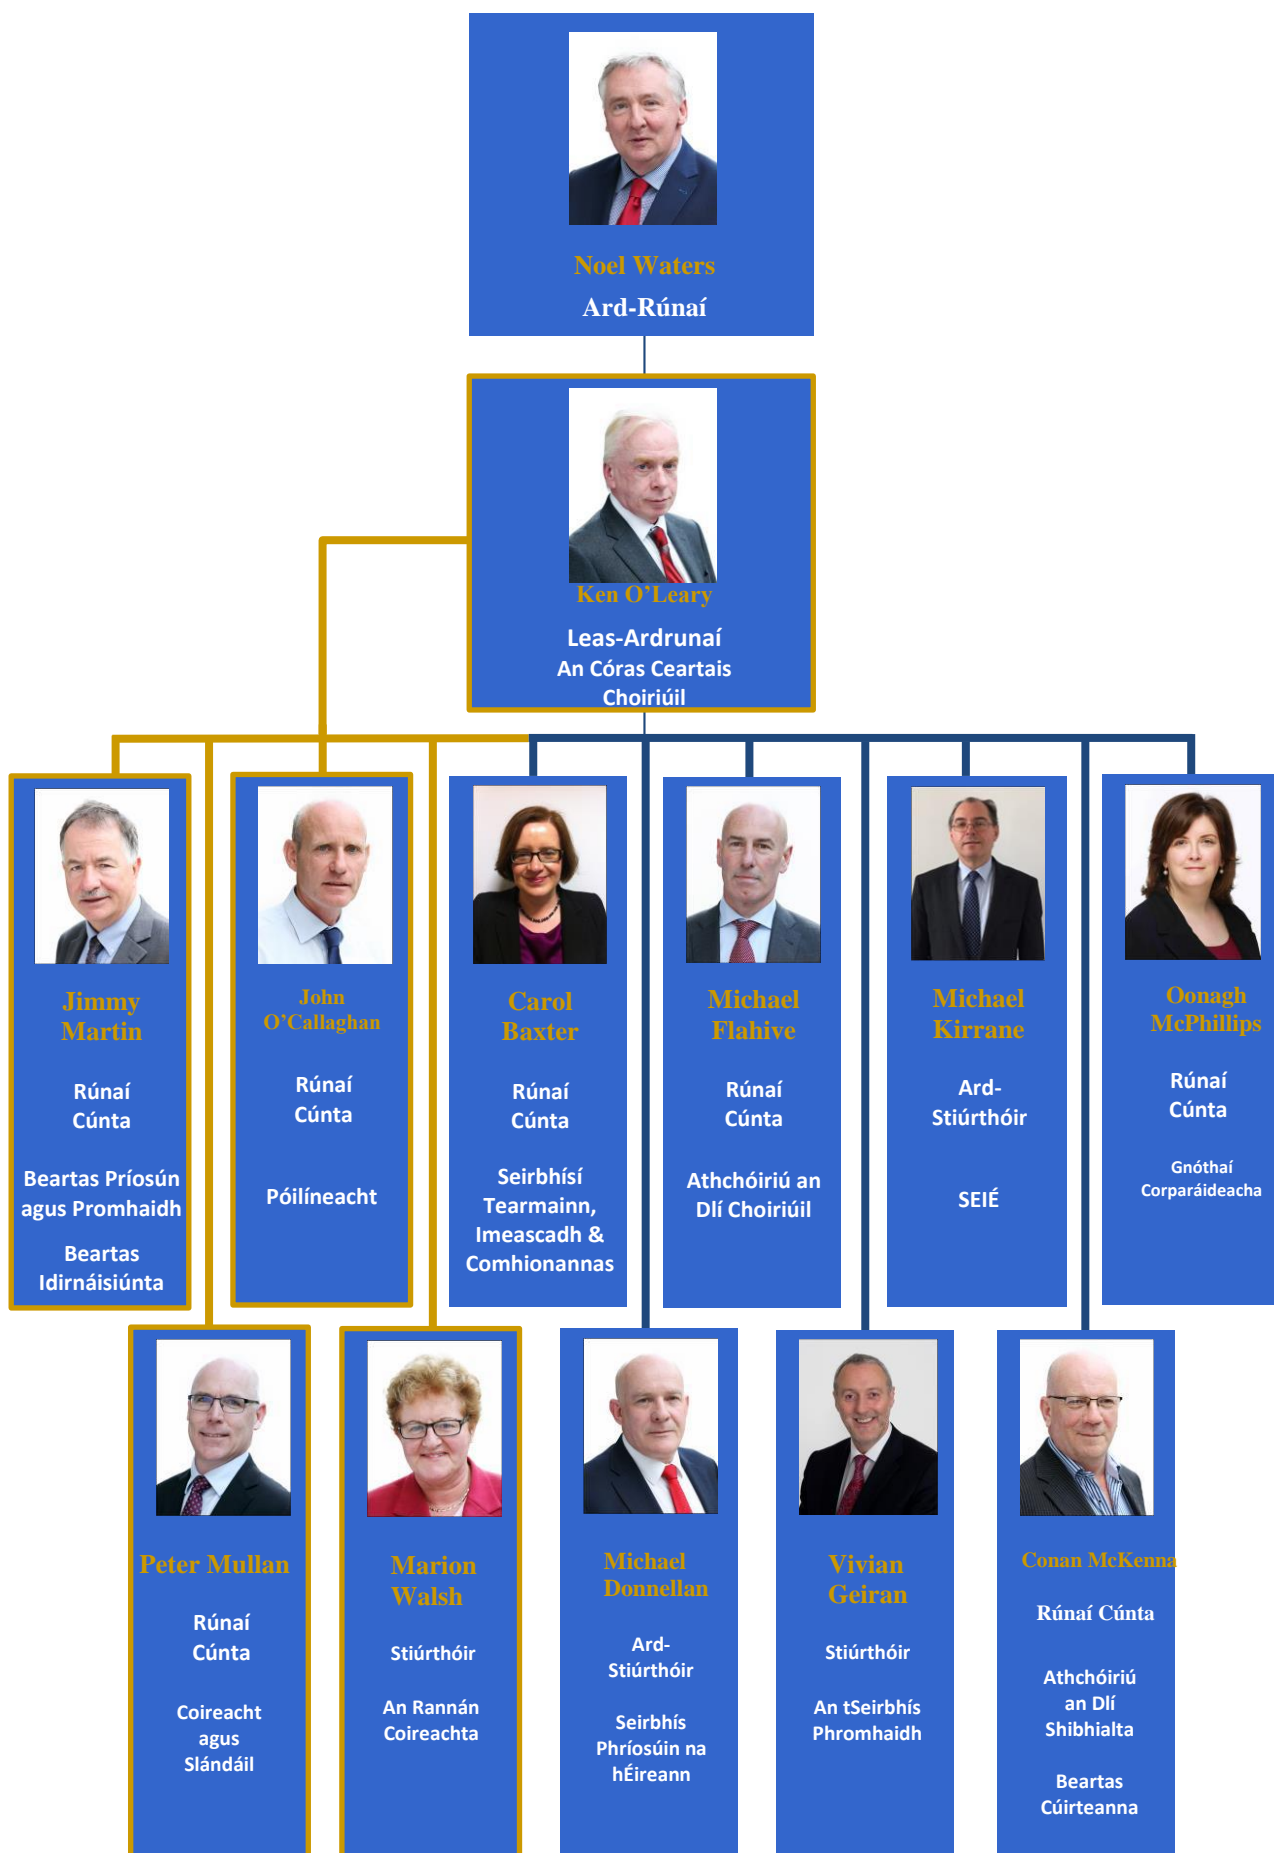 Noel Waters
Ard-Rúnaí
Ken O’Leary
Leas-Ardrunaí
An Córas Ceartais
Choiriúil
Jimmy
Martin
Rúnaí
Cúnta
Beartas Príosún
agus Promhaidh
Beartas
Idirnáisiúnta
John
O’Callaghan
Rúnaí
Cúnta
Póilíneacht
Carol
Baxter
Rúnaí
Cúnta
Seirbhísí
Tearmainn,
Imeascadh &
Comhionannas
Michael
Flahive
Rúnaí
Cúnta
Athchóiriú an
Dlí Choiriúil
Michael
Kirrane
Ard-
Stiúrthóir
SEIÉ
Oonagh
McPhillips
Rúnaí
Cúnta
Gnóthaí
Corparáideacha
Peter Mullan
Rúnaí
Cúnta
Coireacht
agus
Slándáil
Marion
Walsh
Stiúrthóir
An Rannán
Coireachta
Michael
Donnellan
Ard-
Stiúrthóir
Seirbhís
Phríosúin na
hÉireann
Vivian
Geiran
Stiúrthóir
An tSeirbhís
Phromhaidh
Conan McKenna
Rúnaí Cúnta
Athchóiriú
an Dlí
Shibhialta
Beartas
Cúirteanna